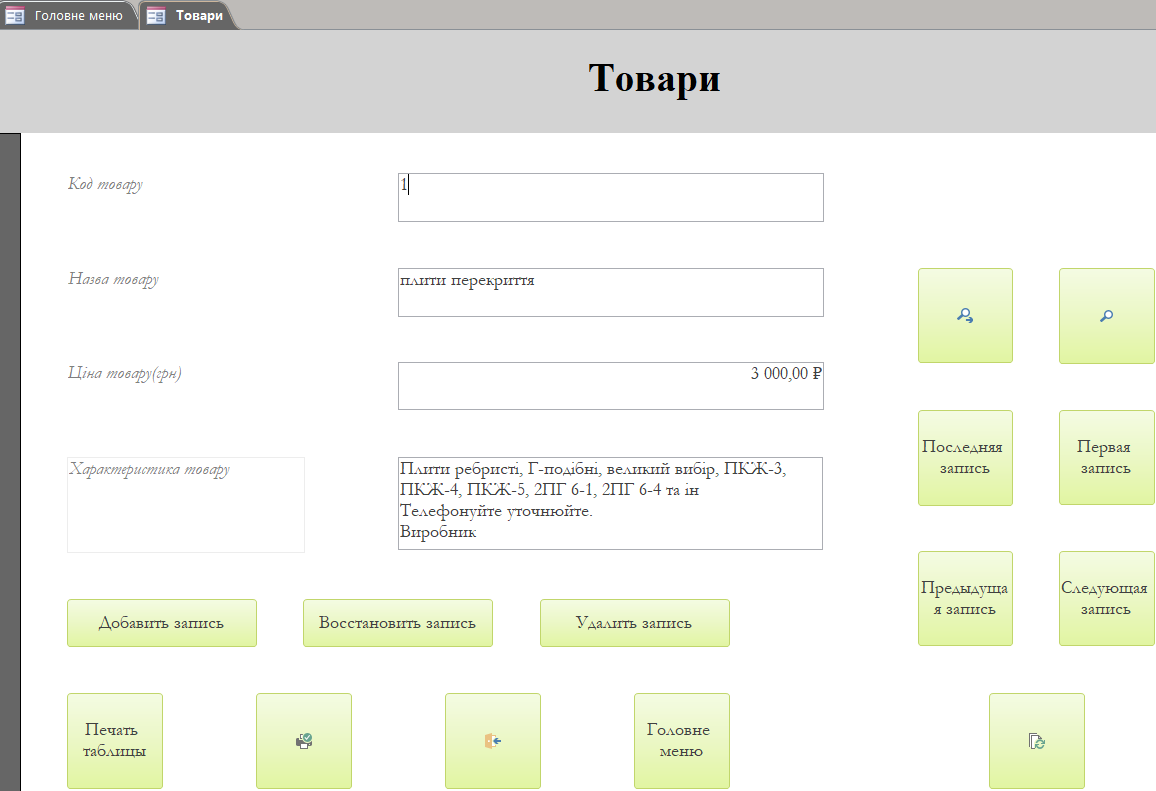 Головне меню
Товари
Товари
Код товару
1
Назва товару
плити перекриття
Ціна товару(грн)
3 000,00 ₽
Характеристика товару
Плити ребристі, Г-подібні, великий вибір, ПКЖ-3,
ПКЖ-4, ПКЖ-5, 2ПГ 6-1, 2ПГ 6-4 та ін
Телефонуйте уточнюйте.
Виробник
Последняя
запись
Первая
запись
Предыдуща
я запись
Следующая
запись
Добавить запись
Восстановить запись
Удалить запись
Печать
таблицы
Головне
меню